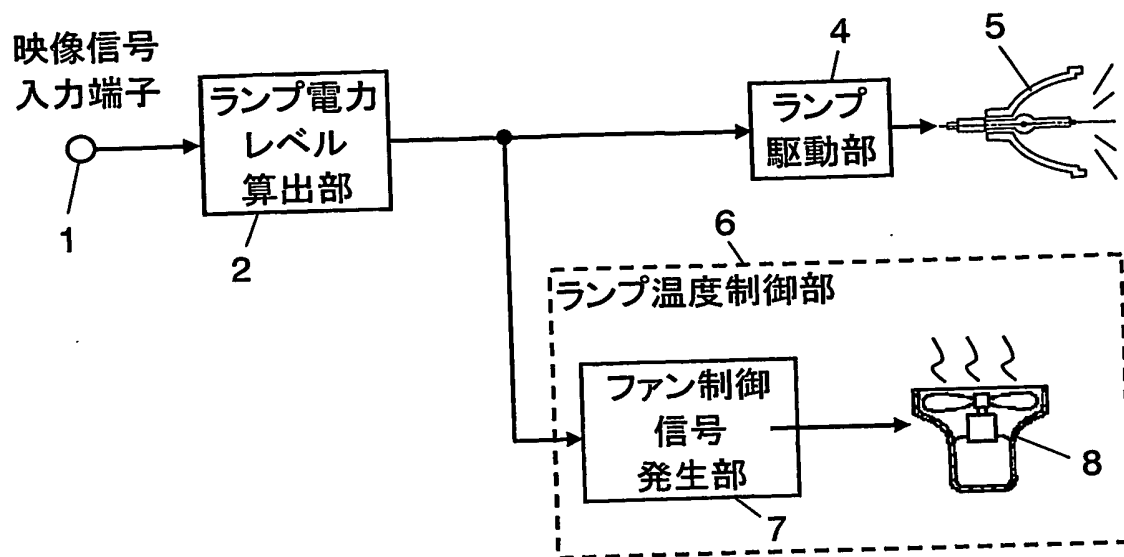 映像信号
入力端子
1
ランプ電力
レベル
算出部
2
4
ランプ
駆動部
5
6
ランプ温度制御部
ファン制御
信号
発生部
7
8